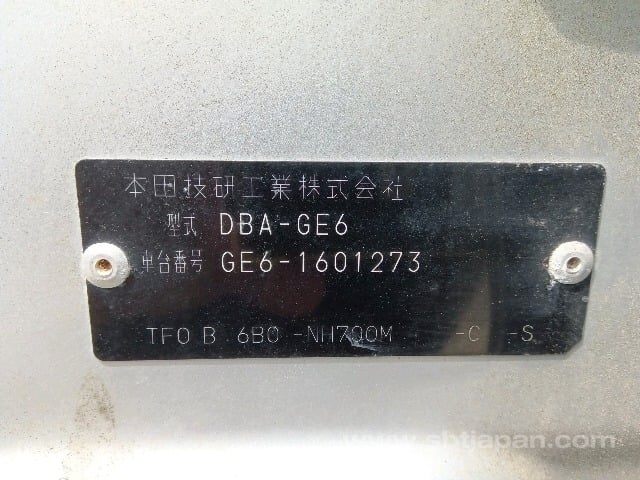 本田技研工業株式会社
型式 DBA-GE6
車台番号 GE6-1601273
TF0 B 6B0 -NH700M -C -S
www.sbtjapan.com